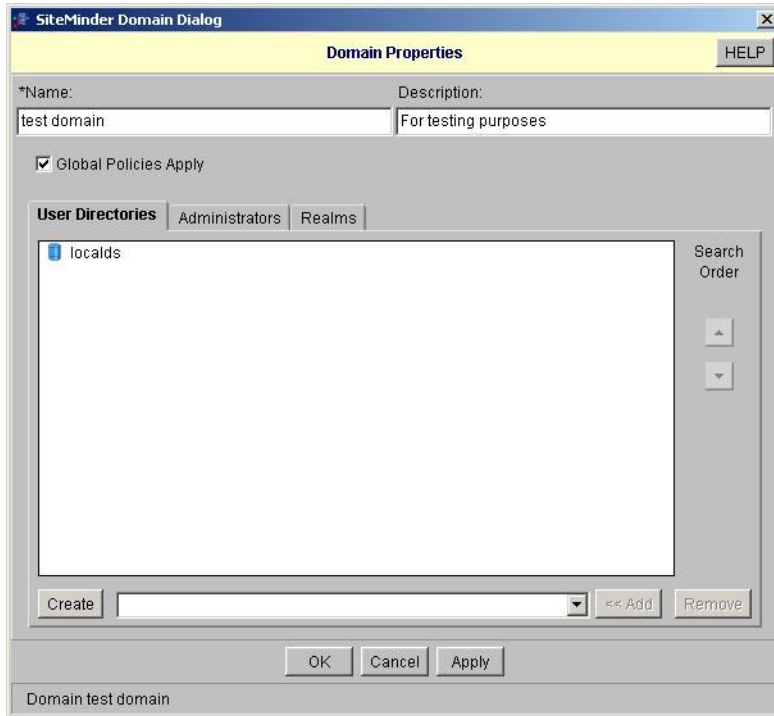 SiteMinder Domain Dialog
Domain Properties
HELP
*Name:
Description:
test domain
For testing purposes
Global Policies Apply
User Directories
Administrators
Realms
localds
Search
Order
Create
<< Add
Remove
OK
Cancel
Apply
Domain test domain